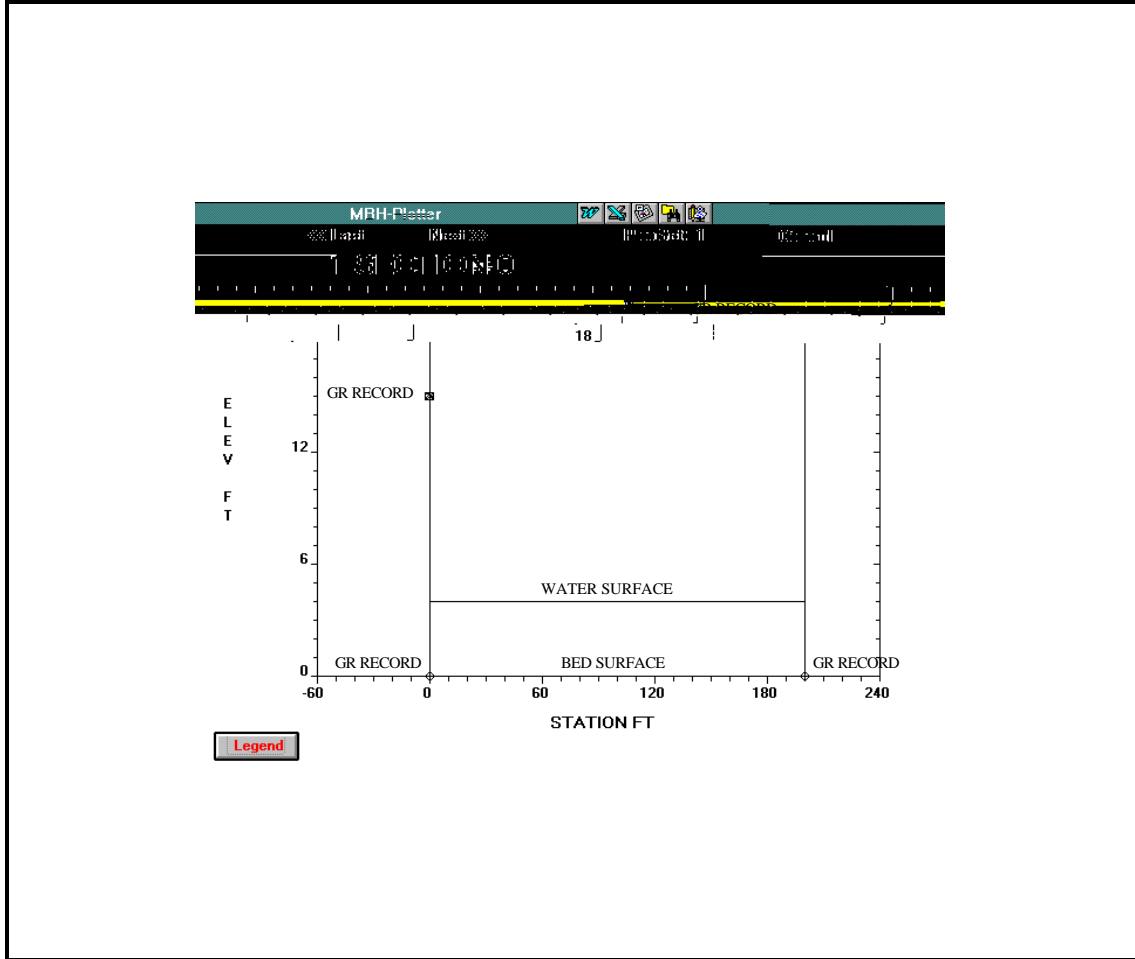 MBH-Plotter
18
GR RECORD
E
L
E
V
F
T
12
6
WATER SURFACE
GR RECORD BED SURFACE GR RECORD
0
-60 0 60 120 180 240
STATION FT
Legend